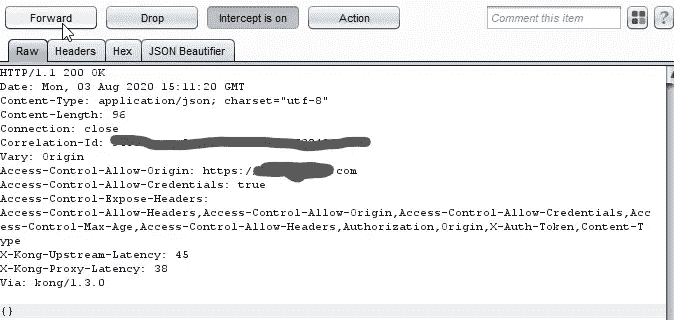 Forward Drop Intercept is on Action Comment this item ?
Raw Headers Hex JSON Beautifier
HTTP/1.1 200 OK
Date: Mon, 03 Aug 2020 15:11:20 GMT
Content-Type: application/json; charset="utf-8"
Content-Length: 96
Connection: close
Correlation-Id:
Vary: Origin
Access-Control-Allow-Origin: https:/ com
Access-Control-Allow-Credentials: true
Access-Control-Expose-Headers:
Access-Control-Allow-Headers,Access-Control-Allow-Origin,Access-Control-Allow-Credentials,Acc
ess-Control-Max-Age,Access-Control-Allow-Headers,Authorization,Origin,X-Auth-Token,Content-T
ype
X-Kong-Upstream-Latency: 45
X-Kong-Proxy-Latency: 38
Via: kong/1.3.0
{}